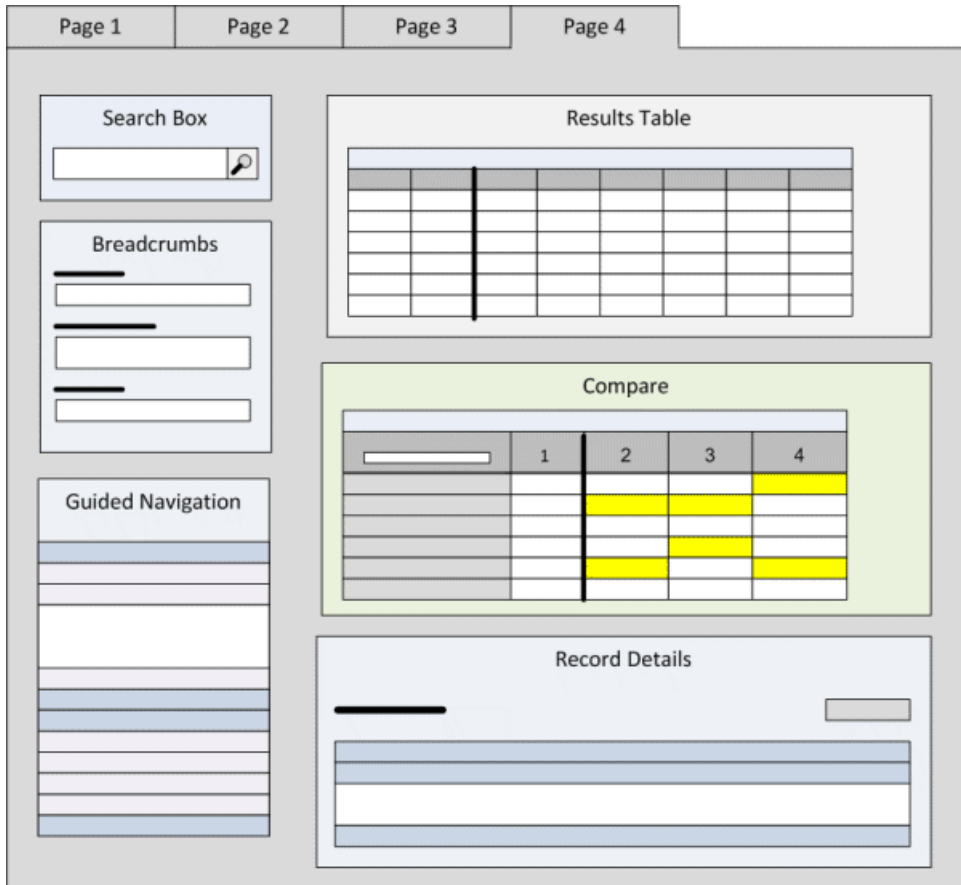 Page 1
Page 2
Page 3
Page 4
Search Box
Breadcrumbs
Guided Navigation
Results Table
Compare
1 2 3 4
Record Details